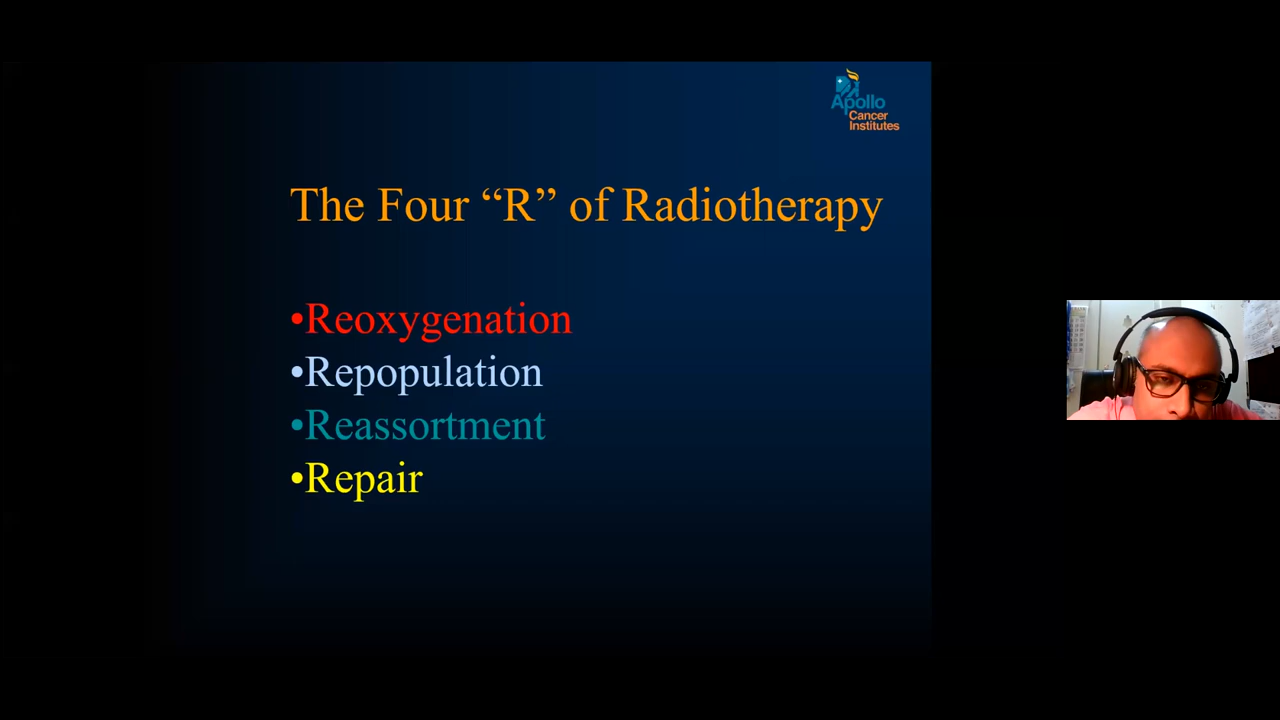 Apollo
Cancer
Institutes
The Four “R” of Radiotherapy
•Reoxygenation
•Repopulation
•Reassortment
•Repair